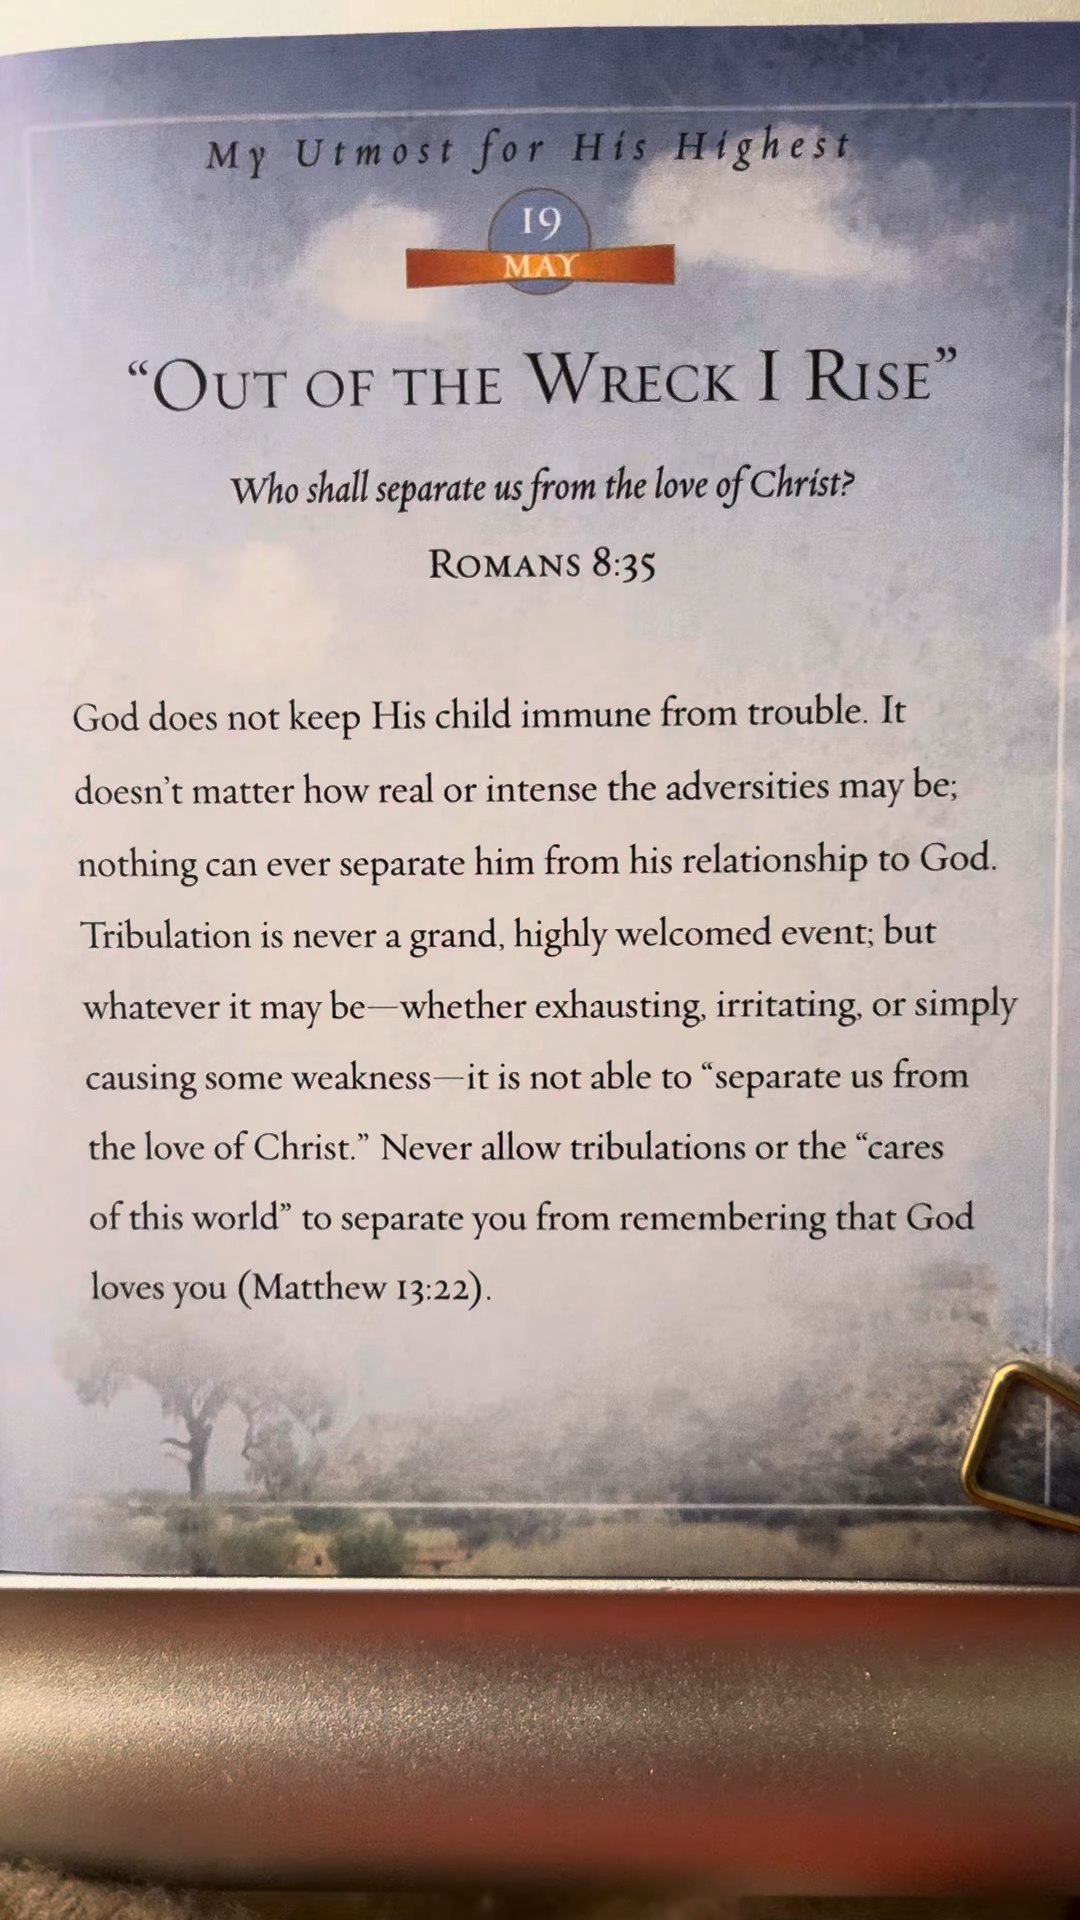 My Utmost for His Highest
19
MAY
“OUT OF THE WRECK I RISE”
Who shall separate us from the love of Christ?
ROMANS 8:35
God does not keep His child immune from trouble. It
doesn’t matter how real or intense the adversities may be;
nothing can ever separate him from his relationship to God.
Tribulation is never a grand, highly welcomed event; but
whatever it may be—whether exhausting, irritating, or simply
causing some weakness—it is not able to “separate us from
the love of Christ.” Never allow tribulations or the “cares
of this world” to separate you from remembering that God
loves you (Matthew 13:22).